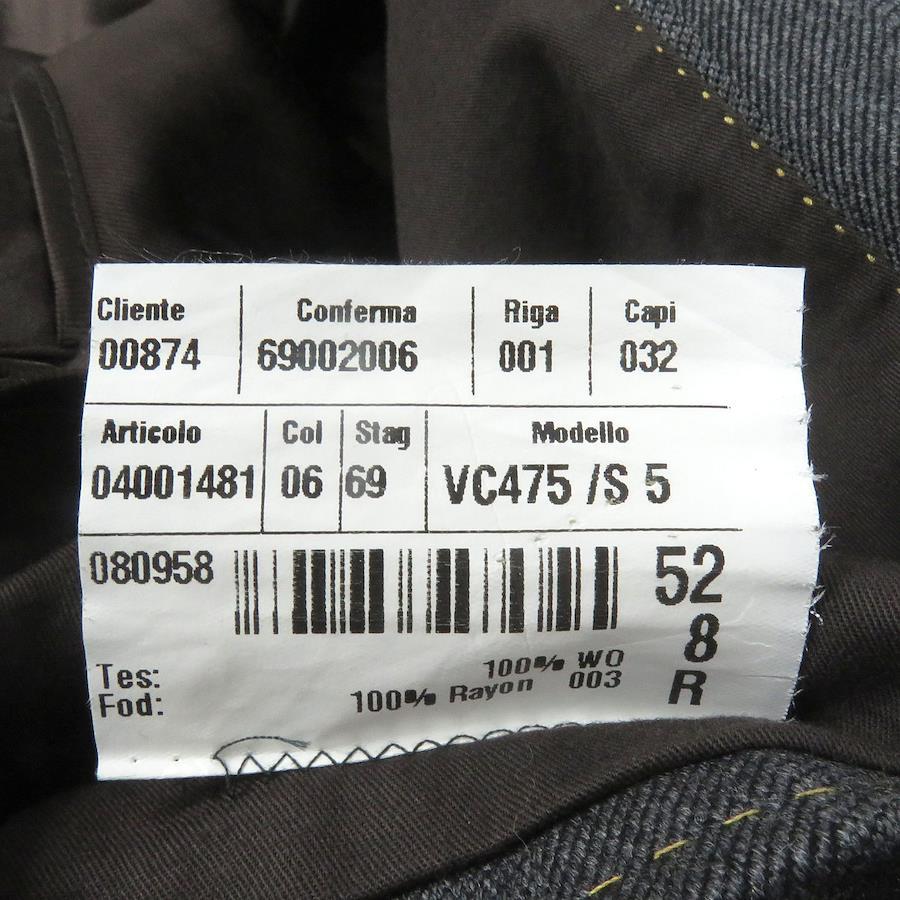 Cliente Conferma Riga Capi
00874 69002006 001 032
Articolo Col Stag Modello
04001481 06 69 VC475 /S 5
080958 52
8
Tes: 100% WO
Fod: 100% Rayon 003 R